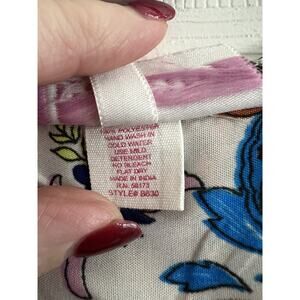 100% POLYESTER
HAND WASH IN
COLD WATER
USE MILD
DETERGENT
NO BLEACH
FLAT DRY
MADE IN INDIA
R.N. 58173
STYLE# B630